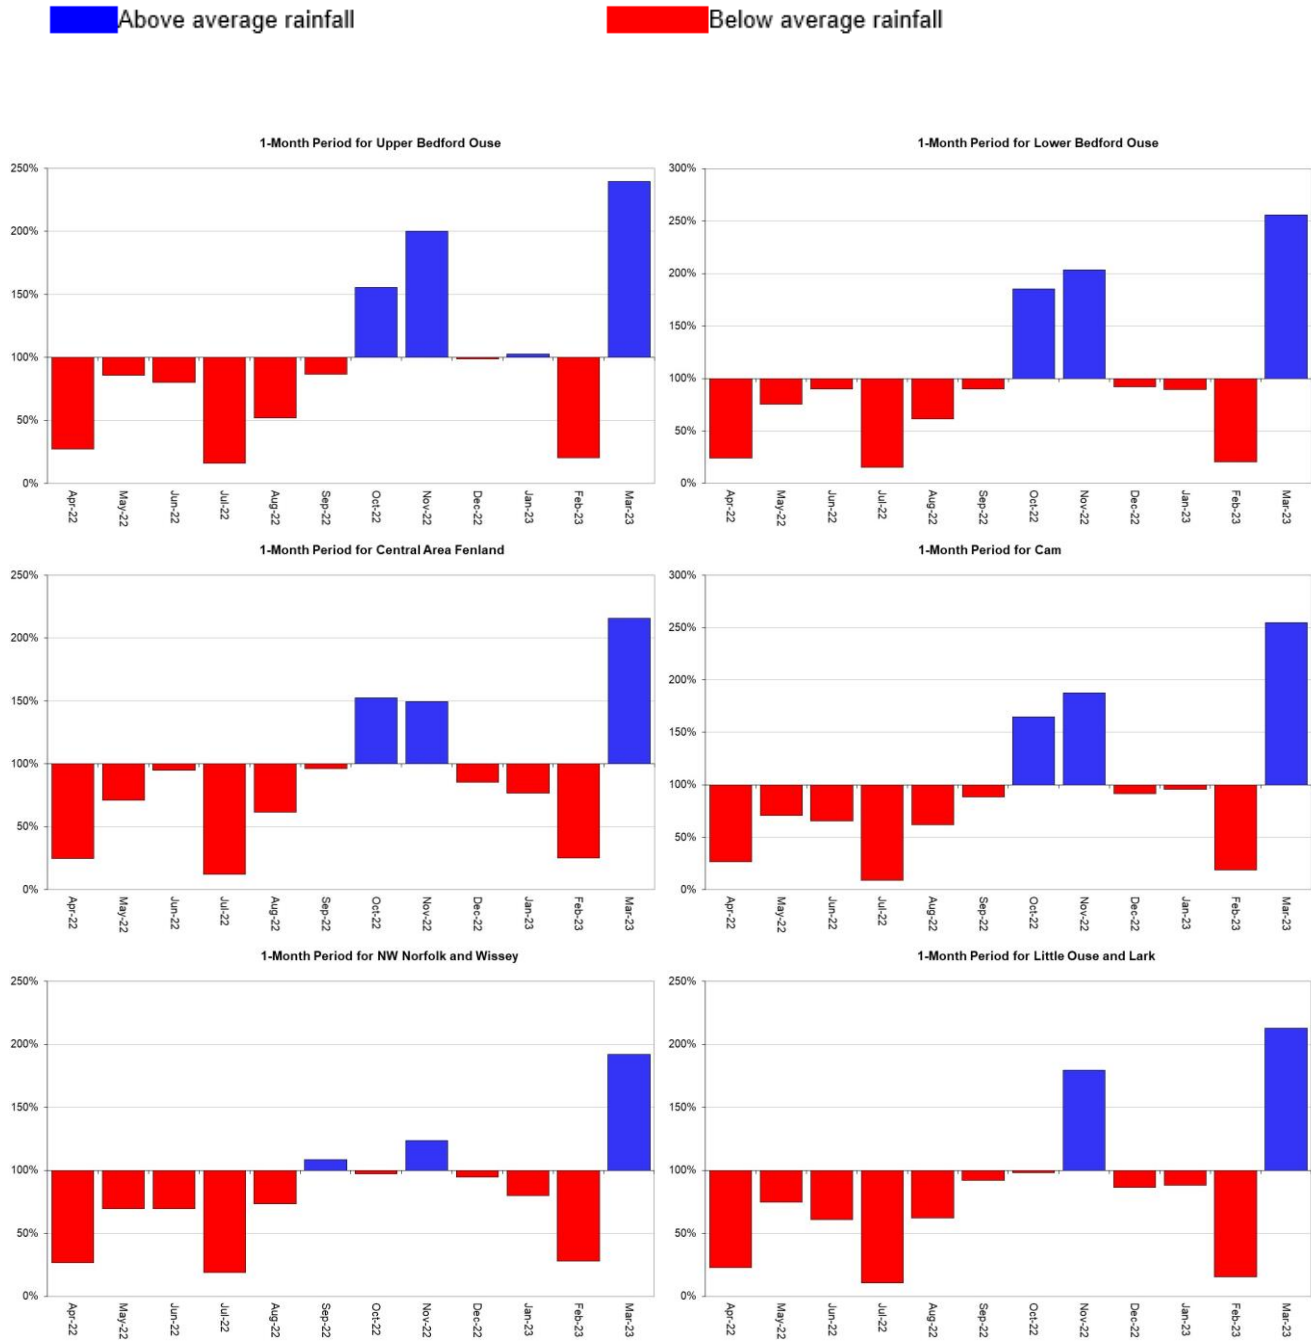 Above average rainfall
Below average rainfall
1-Month Period for Upper Bedford Ouse
250%
200%
150%
100%
50%
0%
Apr-22
May-22
Jun-22
Jul-22
Aug-22
Sep-22
Oct-22
Nov-22
Dec-22
Jan-23
Feb-23
Mar-23
1-Month Period for Lower Bedford Ouse
300%
250%
200%
150%
100%
50%
0%
Apr-22
May-22
Jun-22
Jul-22
Aug-22
Sep-22
Oct-22
Nov-22
Dec-22
Jan-23
Feb-23
Mar-23
1-Month Period for Central Area Fenland
250%
200%
150%
100%
50%
0%
Apr-22
May-22
Jun-22
Jul-22
Aug-22
Sep-22
Oct-22
Nov-22
Dec-22
Jan-23
Feb-23
Mar-23
1-Month Period for Cam
300%
250%
200%
150%
100%
50%
0%
Apr-22
May-22
Jun-22
Jul-22
Aug-22
Sep-22
Oct-22
Nov-22
Dec-22
Jan-23
Feb-23
Mar-23
1-Month Period for NW Norfolk and Wissey
250%
200%
150%
100%
50%
0%
Apr-22
May-22
Jun-22
Jul-22
Aug-22
Sep-22
Oct-22
Nov-22
Dec-22
Jan-23
Feb-23
Mar-23
1-Month Period for Little Ouse and Lark
250%
200%
150%
100%
50%
0%
Apr-22
May-22
Jun-22
Jul-22
Aug-22
Sep-22
Oct-22
Nov-22
Dec-22
Jan-23
Feb-23
Mar-23